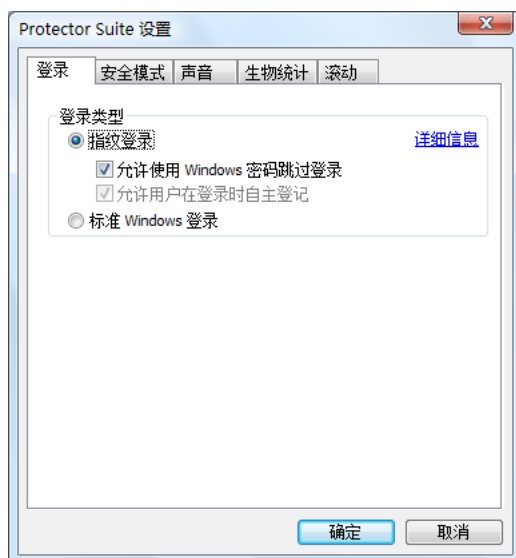 Protector Suite 设置
登录 安全模式 声音 生物统计 滚动
登录类型
指纹登录 详细信息
允许使用 Windows 密码跳过登录
允许用户在登录时自主登记
标准 Windows 登录
确定 取消